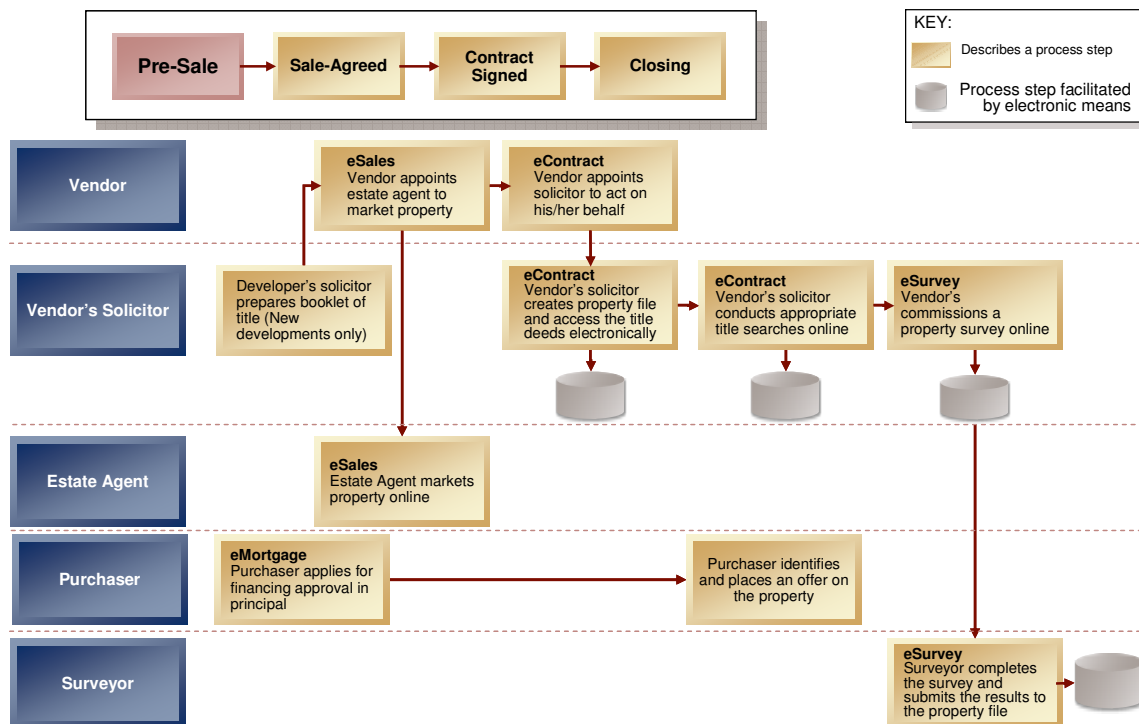 Pre-Sale
Sale-Agreed
Contract
Signed
Closing
KEY:
Describes a process step
Process step facilitated
by electronic means
Vendor
eSales
Vendor appoints
estate agent to
market property
eContract
Vendor appoints
solicitor to act on
his/her behalf
Vendor's Solicitor
Developer's solicitor
prepares booklet of
title (New
developments only)
eContract
Vendor's solicitor
creates property file
and access the title
deeds electronically
eContract
Vendor's solicitor
conducts appropriate
title searches online
eSurvey
Vendor's
commissions a
property survey online
Estate Agent
eSales
Estate Agent markets
property online
Purchaser
eMortgage
Purchaser applies for
financing approval in
principal
Purchaser identifies
and places an offer on
the property
Surveyor
eSurvey
Surveyor completes
the survey and
submits the results to
the property file